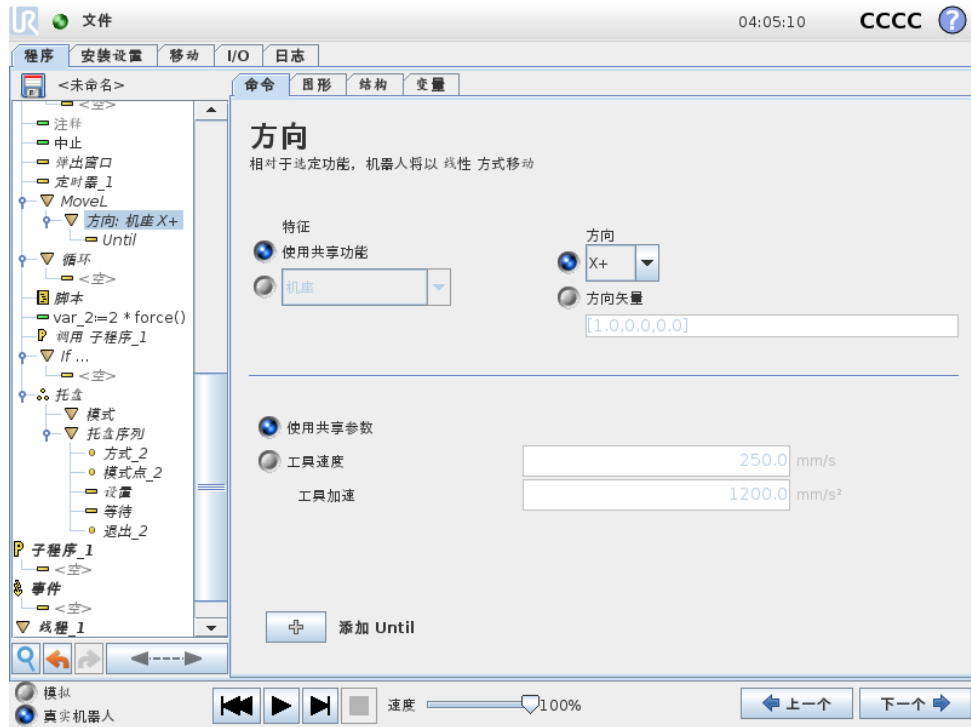 UR 文件 04:05:10 CCCC ?
程序 安装设置 移动 I/O 日志
<未命名>
命令 图形 结构 变量
<空>
注释
中止
弹出窗口
定时器_1
MoveL
方向: 机座 X+
Until
循环
<空>
脚本
var_2:=2 * force()
P 调用 子程序_1
If ...
<空>
托盘
模式
托盘序列
方式_2
模式点_2
设置
等待
退出_2
P 子程序_1
<空>
事件
<空>
线程_1
方向
相对于选定功能，机器人将以 线性 方式移动
特征
使用共享功能
机座
方向
X+
方向矢量
[1.0,0.0,0.0]
使用共享参数
工具速度 250.0 mm/s
工具加速 1200.0 mm/s²
添加 Until
模拟
真实机器人
速度 100%
上一个 下一个